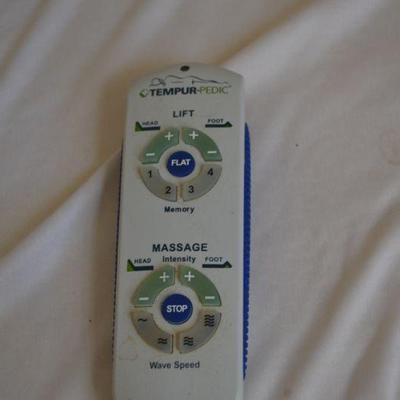 TEMPUR-PEDIC
LIFT
HEAD FOOT
+ +
- -
FLAT
1 2 3 4
Memory
MASSAGE
Intensity
HEAD FOOT
+ +
- -
STOP
Wave Speed